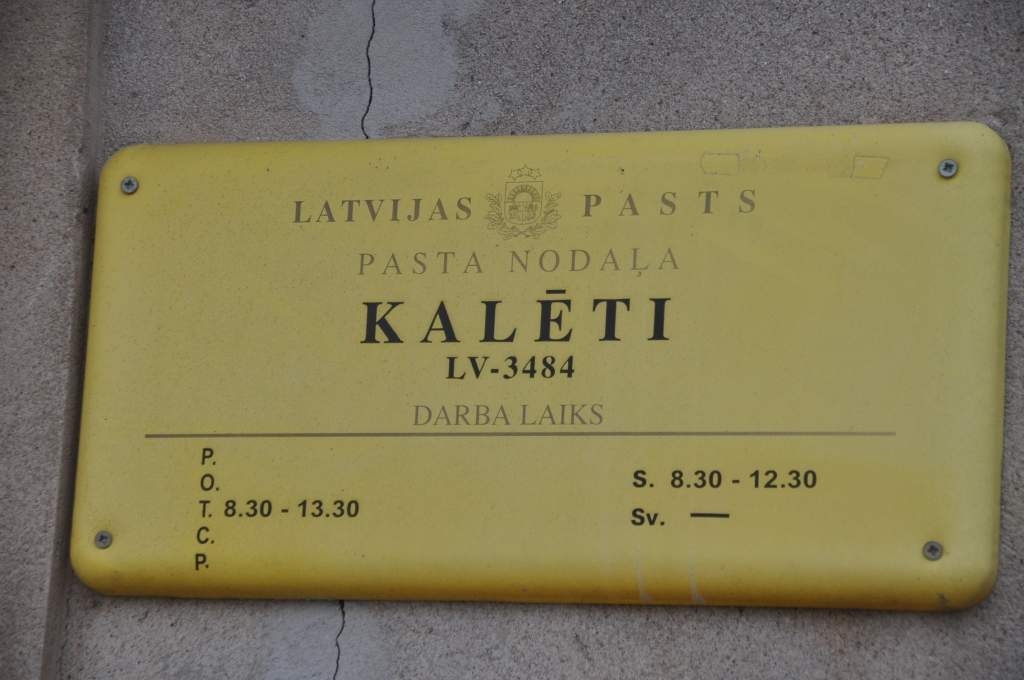 LATVIJAS PASTS
PASTA NODAĻA
KALĒTI
LV-3484
DARBA LAIKS
P.
O.
T. 8.30 - 13.30
C.
P.
S. 8.30 - 12.30
Sv. —